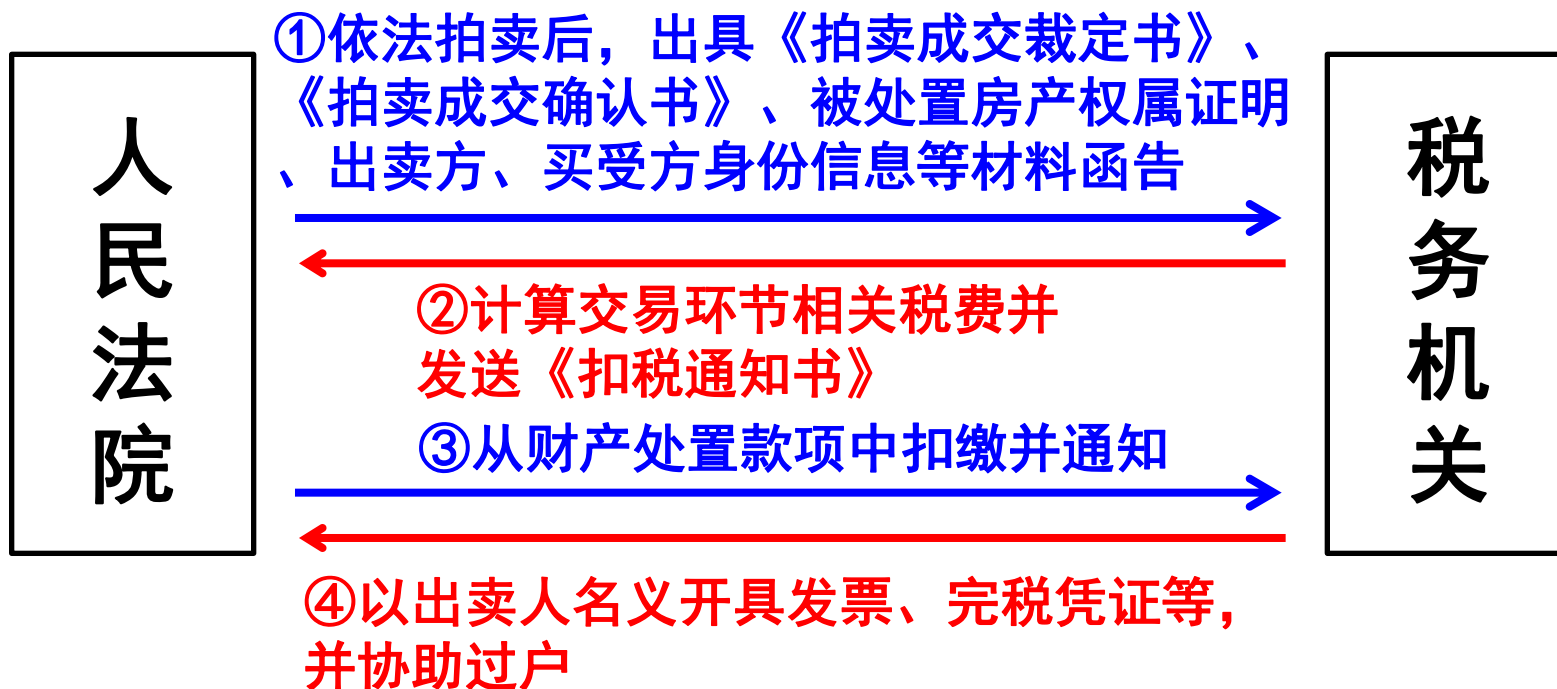 人民法院
①依法拍卖后，出具《拍卖成交裁定书》、
《拍卖成交确认书》、被处置房产权属证明
、出卖方、买受方身份信息等材料函告
②计算交易环节相关税费并
发送《扣税通知书》
③从财产处置款项中扣缴并通知
④以出卖人名义开具发票、完税凭证等，
并协助过户
税务机关